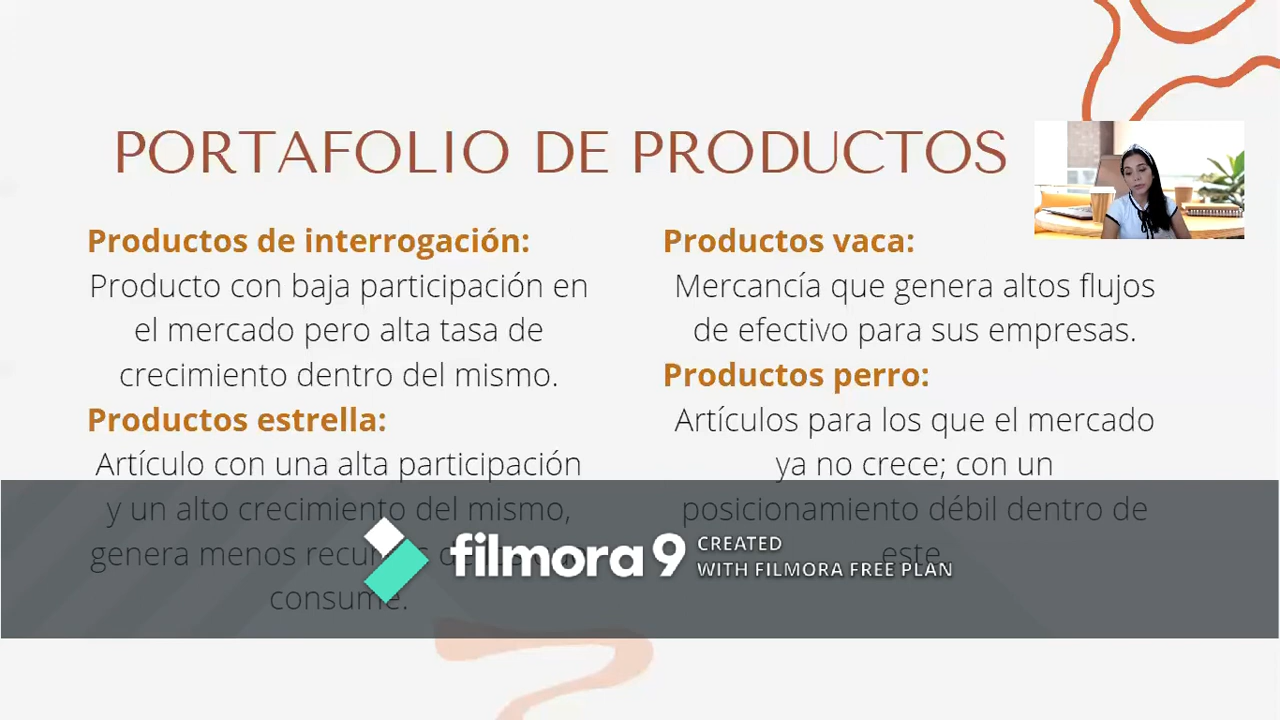 PORTAFOLIO DE PRODUCTOS
Productos de interrogación:
Producto con baja participación en
el mercado pero alta tasa de
crecimiento dentro del mismo.
Productos estrella:
Artículo con una alta participación
y un alto crecimiento del mismo,
genera menos
consume.
Productos vaca:
Mercancía que genera altos flujos
de efectivo para sus empresas.
Productos perro:
Artículos para los que el mercado
ya no crece; con un
posicionamiento débil dentro de
este.
filmora9
CREATED
WITH FILMORA FREE PLAN